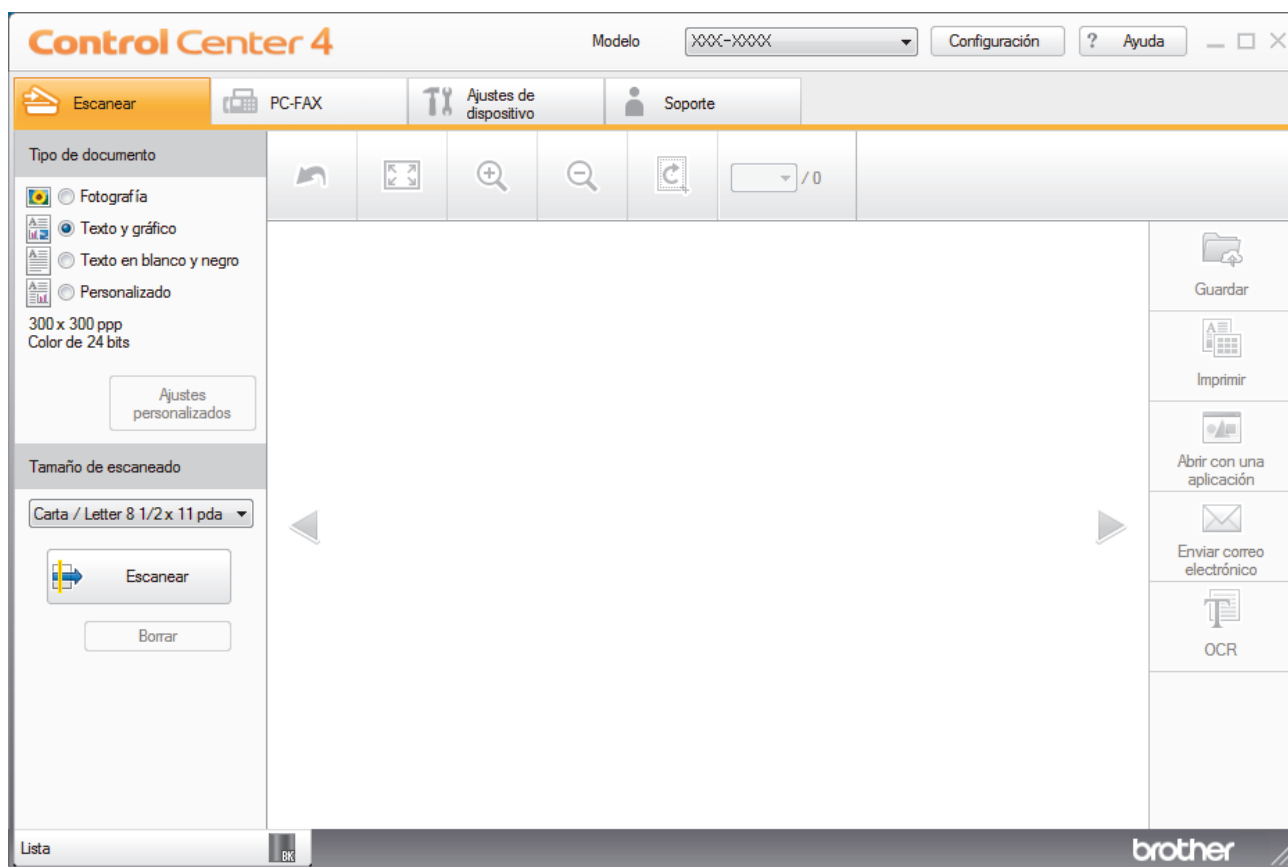 Control Center 4
Modelo
XXX-XXXX
Configuración
? Ayuda
Escanear
PC-FAX
Ajustes de
dispositivo
Soporte
Tipo de documento
Fotografía
Texto y gráfico
Texto en blanco y negro
Personalizado
300 x 300 ppp
Color de 24 bits
Ajustes
personalizados
Tamaño de escaneado
Carta / Letter 8 1/2 x 11 pda
Escanear
Borrar
/ 0
Guardar
Imprimir
Abrir con una
aplicación
Enviar correo
electrónico
OCR
Lista
BK
brother